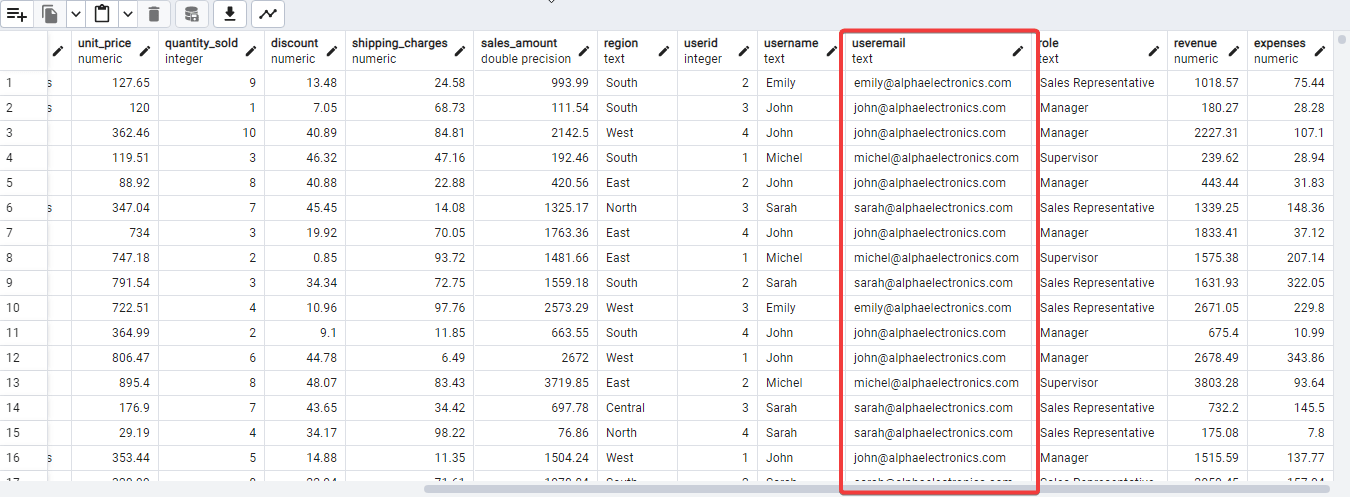 unit_price quantity_sold discount shipping_charges sales_amount region userid username useremail role revenue expenses
numeric integer numeric numeric double precision text integer text text text numeric numeric
1 s 127.65 9 13.48 24.58 993.99 South 2 Emily emily@alphaelectronics.com Sales Representative 1018.57 75.44
2 s 120 1 7.05 68.73 111.54 South 3 John john@alphaelectronics.com Manager 180.27 28.28
3 362.46 10 40.89 84.81 2142.5 West 4 John john@alphaelectronics.com Manager 2227.31 107.1
4 119.51 3 46.32 47.16 192.46 South 1 Michel michel@alphaelectronics.com Supervisor 239.62 28.94
5 88.92 8 40.88 22.88 420.56 East 2 John john@alphaelectronics.com Manager 443.44 31.83
6 s 347.04 7 45.45 14.08 1325.17 North 3 Sarah sarah@alphaelectronics.com Sales Representative 1339.25 148.36
7 734 3 19.92 70.05 1763.36 East 4 John john@alphaelectronics.com Manager 1833.41 37.12
8 747.18 2 0.85 93.72 1481.66 East 1 Michel michel@alphaelectronics.com Supervisor 1575.38 207.14
9 791.54 3 34.34 72.75 1559.18 South 2 Sarah sarah@alphaelectronics.com Sales Representative 1631.93 322.05
10 722.51 4 10.96 97.76 2573.29 West 3 Emily emily@alphaelectronics.com Sales Representative 2671.05 229.8
11 364.99 2 9.1 11.85 663.55 South 4 John john@alphaelectronics.com Manager 675.4 10.99
12 806.47 6 44.78 6.49 2672 West 1 John john@alphaelectronics.com Manager 2678.49 343.86
13 895.4 8 48.07 83.43 3719.85 East 2 Michel michel@alphaelectronics.com Supervisor 3803.28 93.64
14 176.9 7 43.65 34.42 697.78 Central 3 Sarah sarah@alphaelectronics.com Sales Representative 732.2 145.5
15 29.19 4 34.17 98.22 76.86 North 4 Sarah sarah@alphaelectronics.com Sales Representative 175.08 7.8
16 s 353.44 5 14.88 11.35 1504.24 West 1 John john@alphaelectronics.com Manager 1515.59 137.77